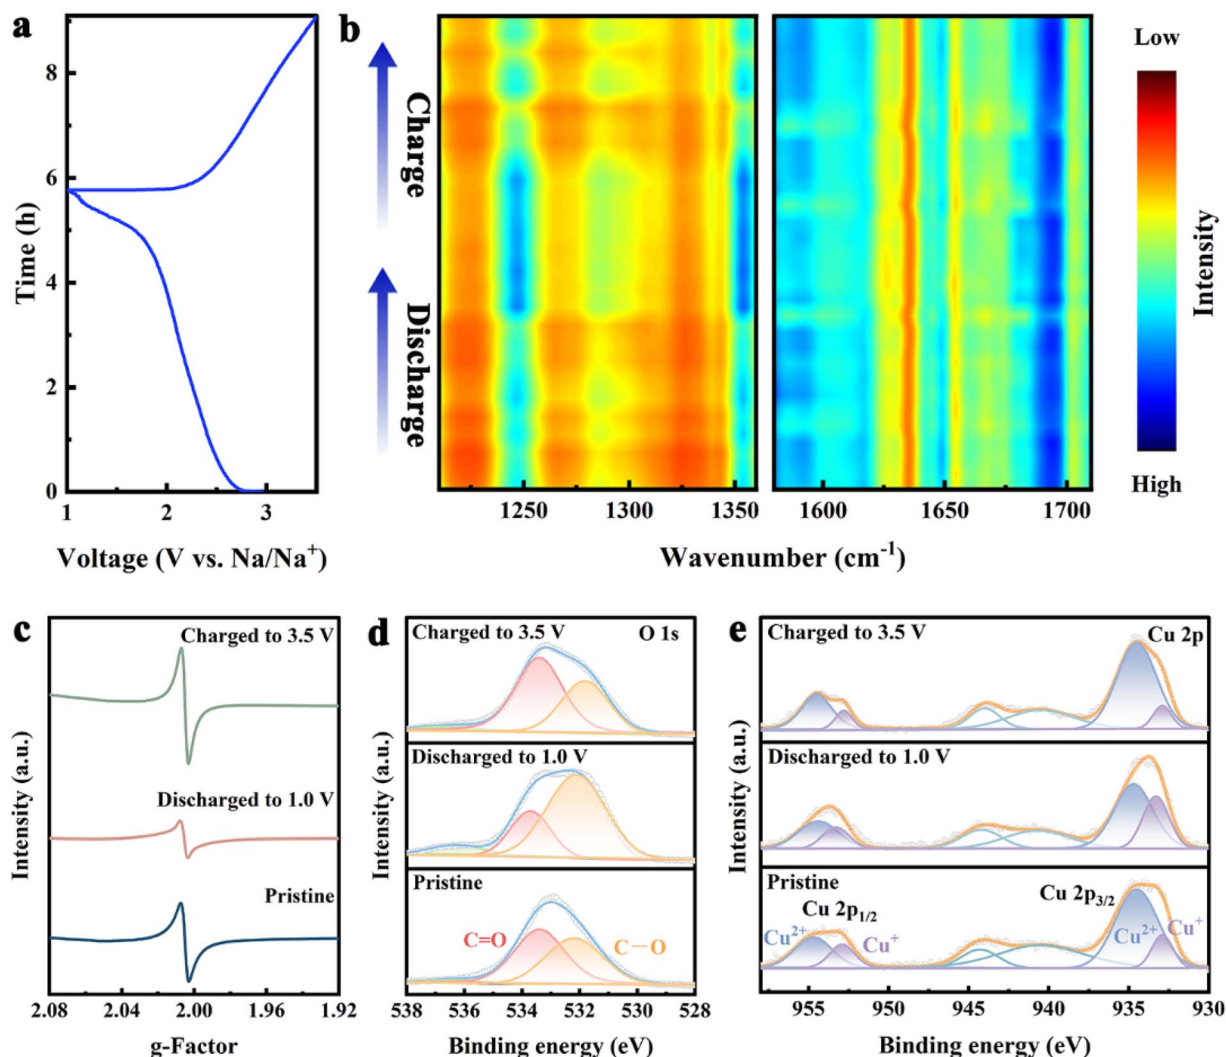 a
b
8
6
4
2
0
Time (h)
1
2
3
Voltage (V vs. Na/Na⁺)
Charge
Discharge
1250
1300
1350
1600
1650
1700
Wavenumber (cm⁻¹)
Low
Intensity
High
c
Charged to 3.5 V
Discharged to 1.0 V
Pristine
Intensity (a.u.)
2.08
2.04
2.00
1.96
1.92
g-Factor
d
Charged to 3.5 V
O 1s
Discharged to 1.0 V
Pristine
C=O
C－O
Intensity (a.u.)
538
536
534
532
530
528
Binding energy (eV)
e
Charged to 3.5 V
Cu 2p
Discharged to 1.0 V
Pristine
Cu 2p₁/₂
Cu 2p₃/₂
Cu²⁺
Cu⁺
Cu²⁺
Cu⁺
Intensity (a.u.)
955
950
945
940
935
930
Binding energy (eV)